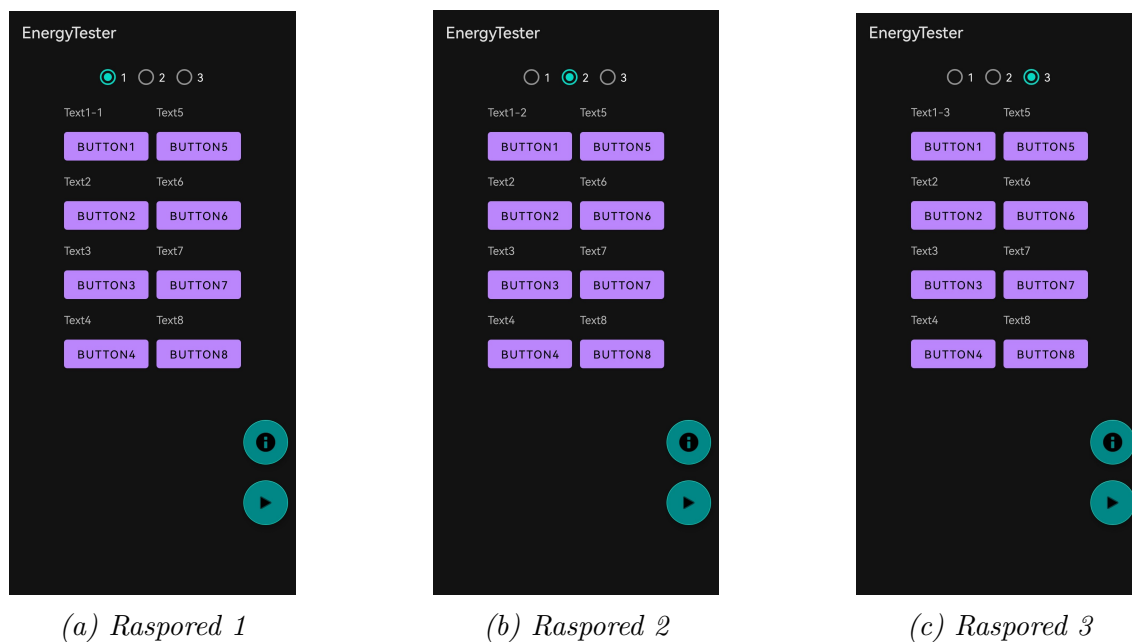 EnergyTester
1 2 3
Text1-1 Text5
BUTTON1 BUTTON5
Text2 Text6
BUTTON2 BUTTON6
Text3 Text7
BUTTON3 BUTTON7
Text4 Text8
BUTTON4 BUTTON8
(a) Raspored 1
EnergyTester
1 2 3
Text1-2 Text5
BUTTON1 BUTTON5
Text2 Text6
BUTTON2 BUTTON6
Text3 Text7
BUTTON3 BUTTON7
Text4 Text8
BUTTON4 BUTTON8
(b) Raspored 2
EnergyTester
1 2 3
Text1-3 Text5
BUTTON1 BUTTON5
Text2 Text6
BUTTON2 BUTTON6
Text3 Text7
BUTTON3 BUTTON7
Text4 Text8
BUTTON4 BUTTON8
(c) Raspored 3